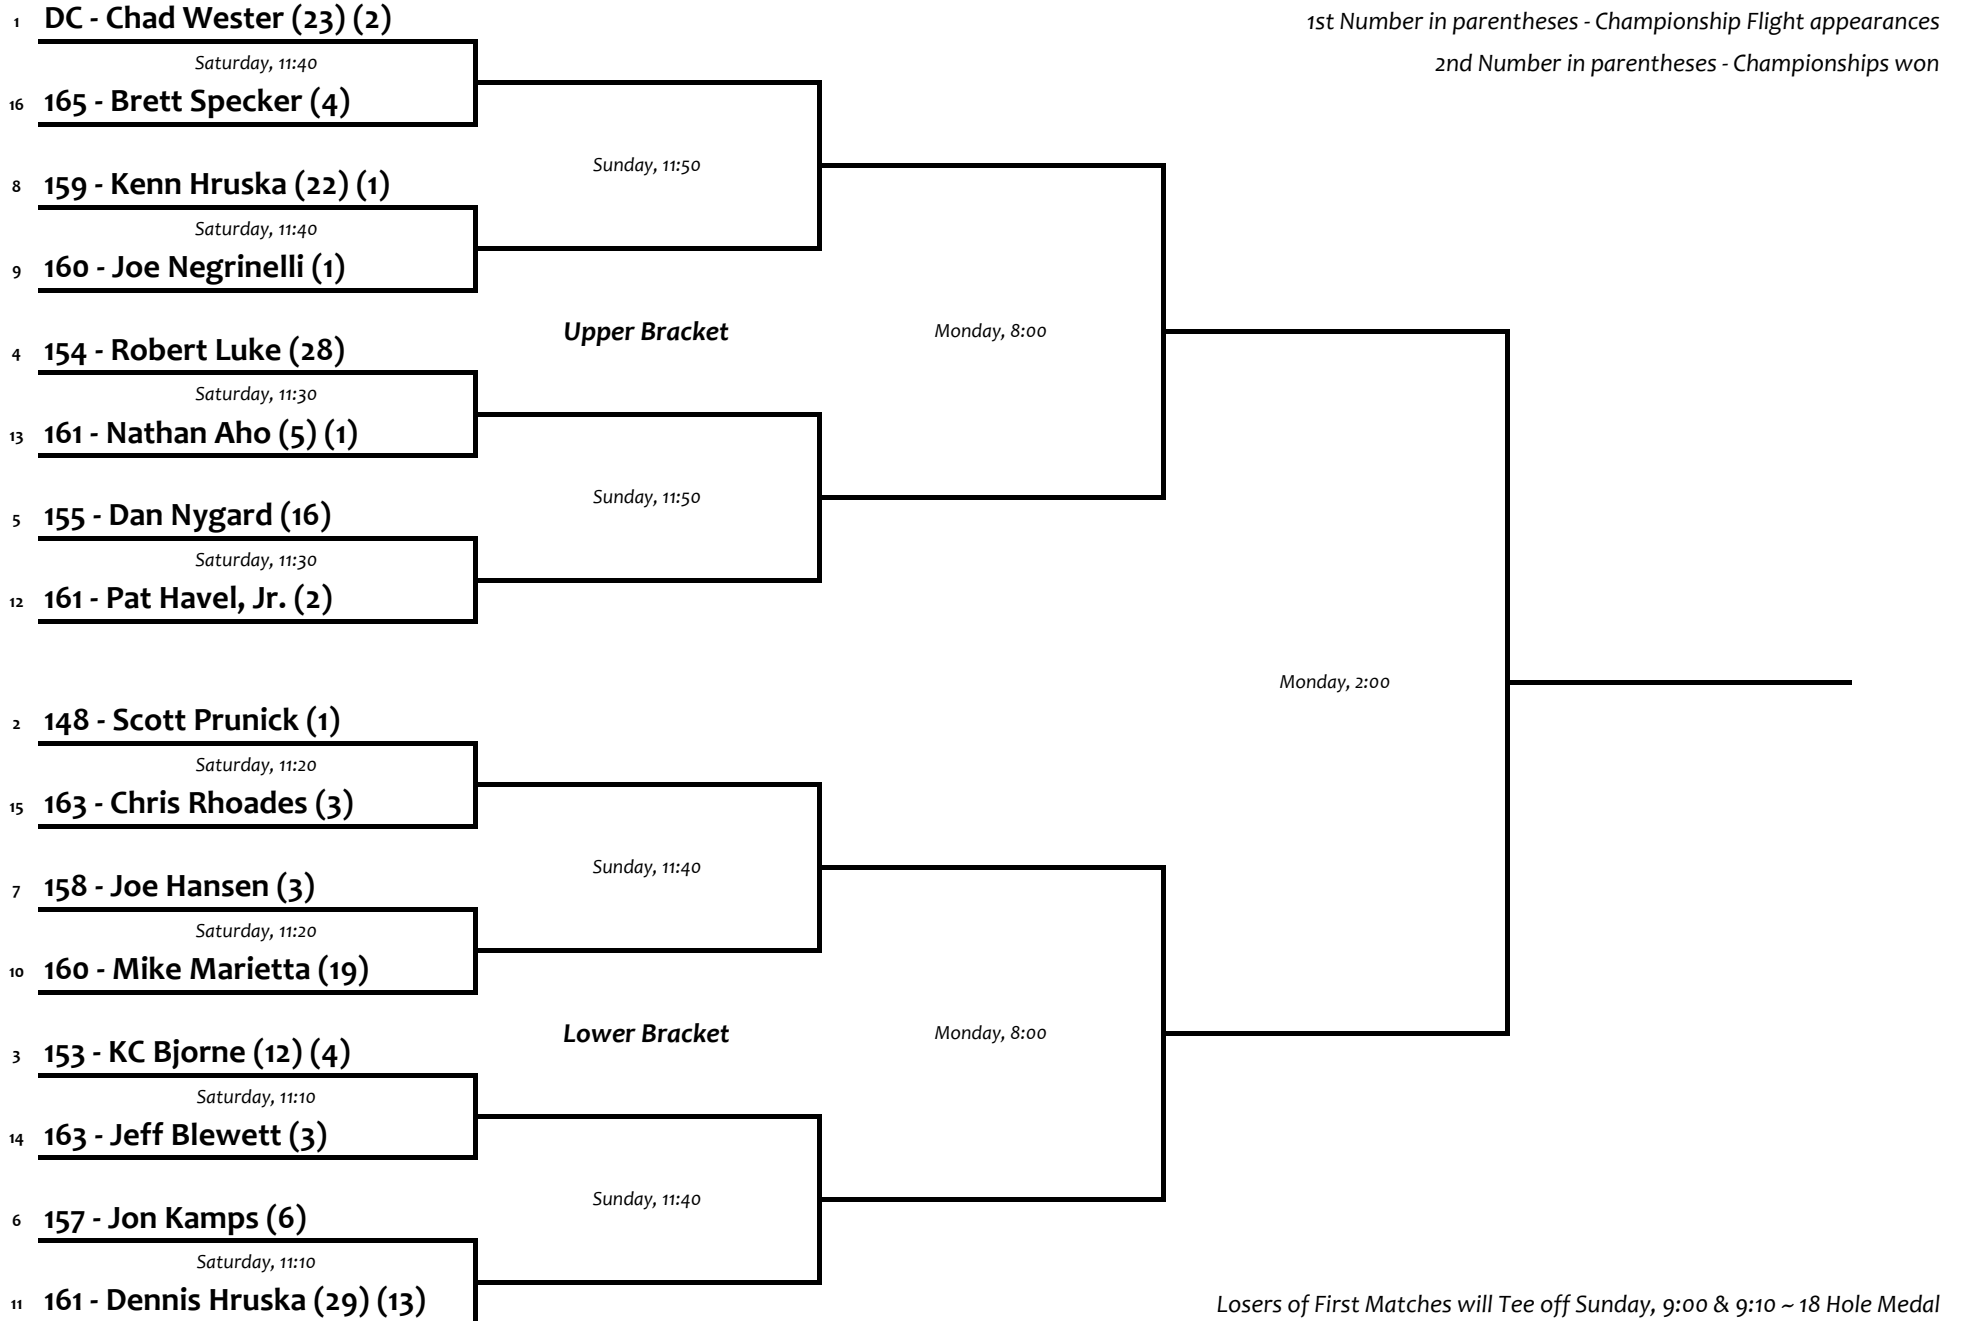 1 DC - Chad Wester (23) (2)
1st Number in parentheses - Championship Flight appearances
Saturday, 11:40
2nd Number in parentheses - Championships won
16 165 - Brett Specker (4)
Sunday, 11:50
8 159 - Kenn Hruska (22) (1)
Saturday, 11:40
9 160 - Joe Negrinelli (1)
Upper Bracket
Monday, 8:00
4 154 - Robert Luke (28)
Saturday, 11:30
13 161 - Nathan Aho (5) (1)
Sunday, 11:50
5 155 - Dan Nygard (16)
Saturday, 11:30
12 161 - Pat Havel, Jr. (2)
Monday, 2:00
2 148 - Scott Prunick (1)
Saturday, 11:20
15 163 - Chris Rhoades (3)
Sunday, 11:40
7 158 - Joe Hansen (3)
Saturday, 11:20
10 160 - Mike Marietta (19)
Lower Bracket
Monday, 8:00
3 153 - KC Bjorne (12) (4)
Saturday, 11:10
14 163 - Jeff Blewett (3)
Sunday, 11:40
6 157 - Jon Kamps (6)
Saturday, 11:10
11 161 - Dennis Hruska (29) (13)
Losers of First Matches will Tee off Sunday, 9:00 & 9:10 ~ 18 Hole Medal